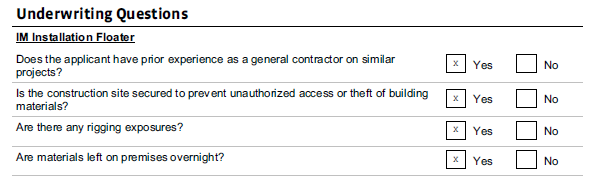 Underwriting Questions
IM Installation Floater
Does the applicant have prior experience as a general contractor on similar
projects?
x Yes No
Is the construction site secured to prevent unauthorized access or theft of building
materials?
x Yes No
Are there any rigging exposures? x Yes No
Are materials left on premises overnight? x Yes No